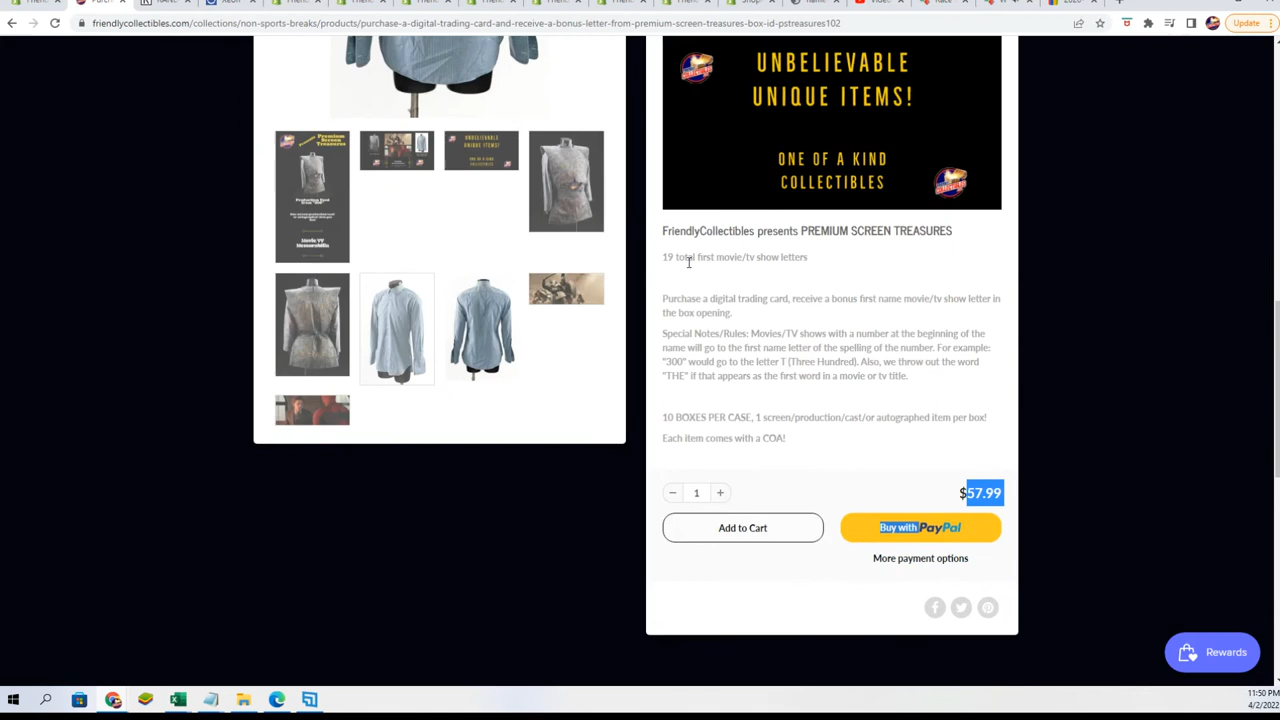 friendlycollectibles.com/collections/non-sports-breaks/products/purchase-a-digital-trading-card-and-receive-a-bonus-letter-from-premium-screen-treasures-box-id-pstreasures102
Update
UNBELIEVABLE
UNIQUE ITEMS!
ONE OF A KIND
COLLECTIBLES
FriendlyCollectibles presents PREMIUM SCREEN TREASURES
19 total first movie/tv show letters
Purchase a digital trading card, receive a bonus first name movie/tv show letter in
the box opening.
Special Notes/Rules: Movies/TV shows with a number at the beginning of the
name will go to the first name letter of the spelling of the number. For example:
"300" would go to the letter T (Three Hundred). Also, we throw out the word
"THE" if that appears as the first word in a movie or tv title.
10 BOXES PER CASE, 1 screen/production/cast/or autographed item per box!
Each item comes with a COA!
1
$57.99
Add to Cart
Buy with PayPal
More payment options
Rewards
11:50 PM
4/2/2022